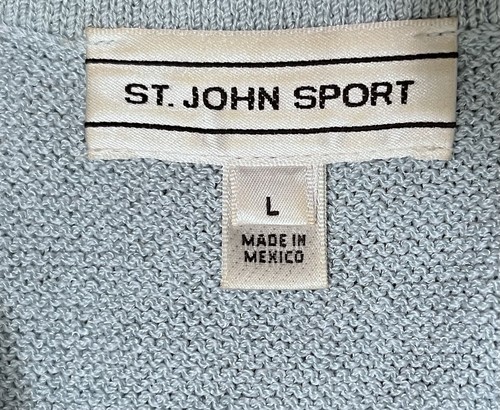 ST. JOHN SPORT
L
MADE IN
MEXICO